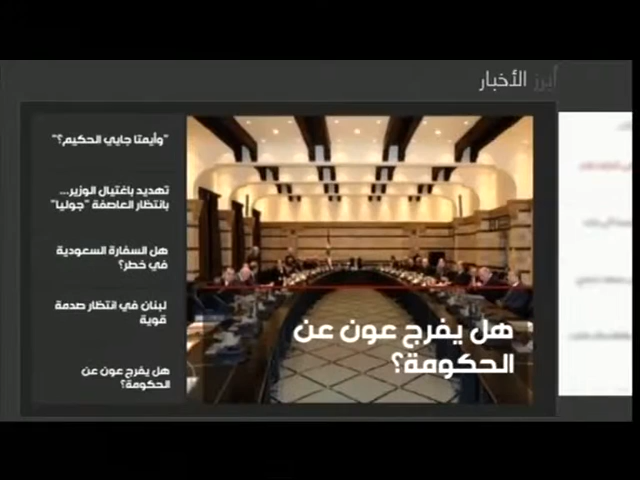 أبرز الأخبار
"وأيمتا جايي الحكيم؟"
تهديد باغتيال الوزير...
بانتظار العاصفة "جوليا"
هل السفارة السعودية
في خطر؟
لبنان في انتظار صدمة
قوية
هل يفرج عون عن
الحكومة؟
هل يفرج عون عن
الحكومة؟